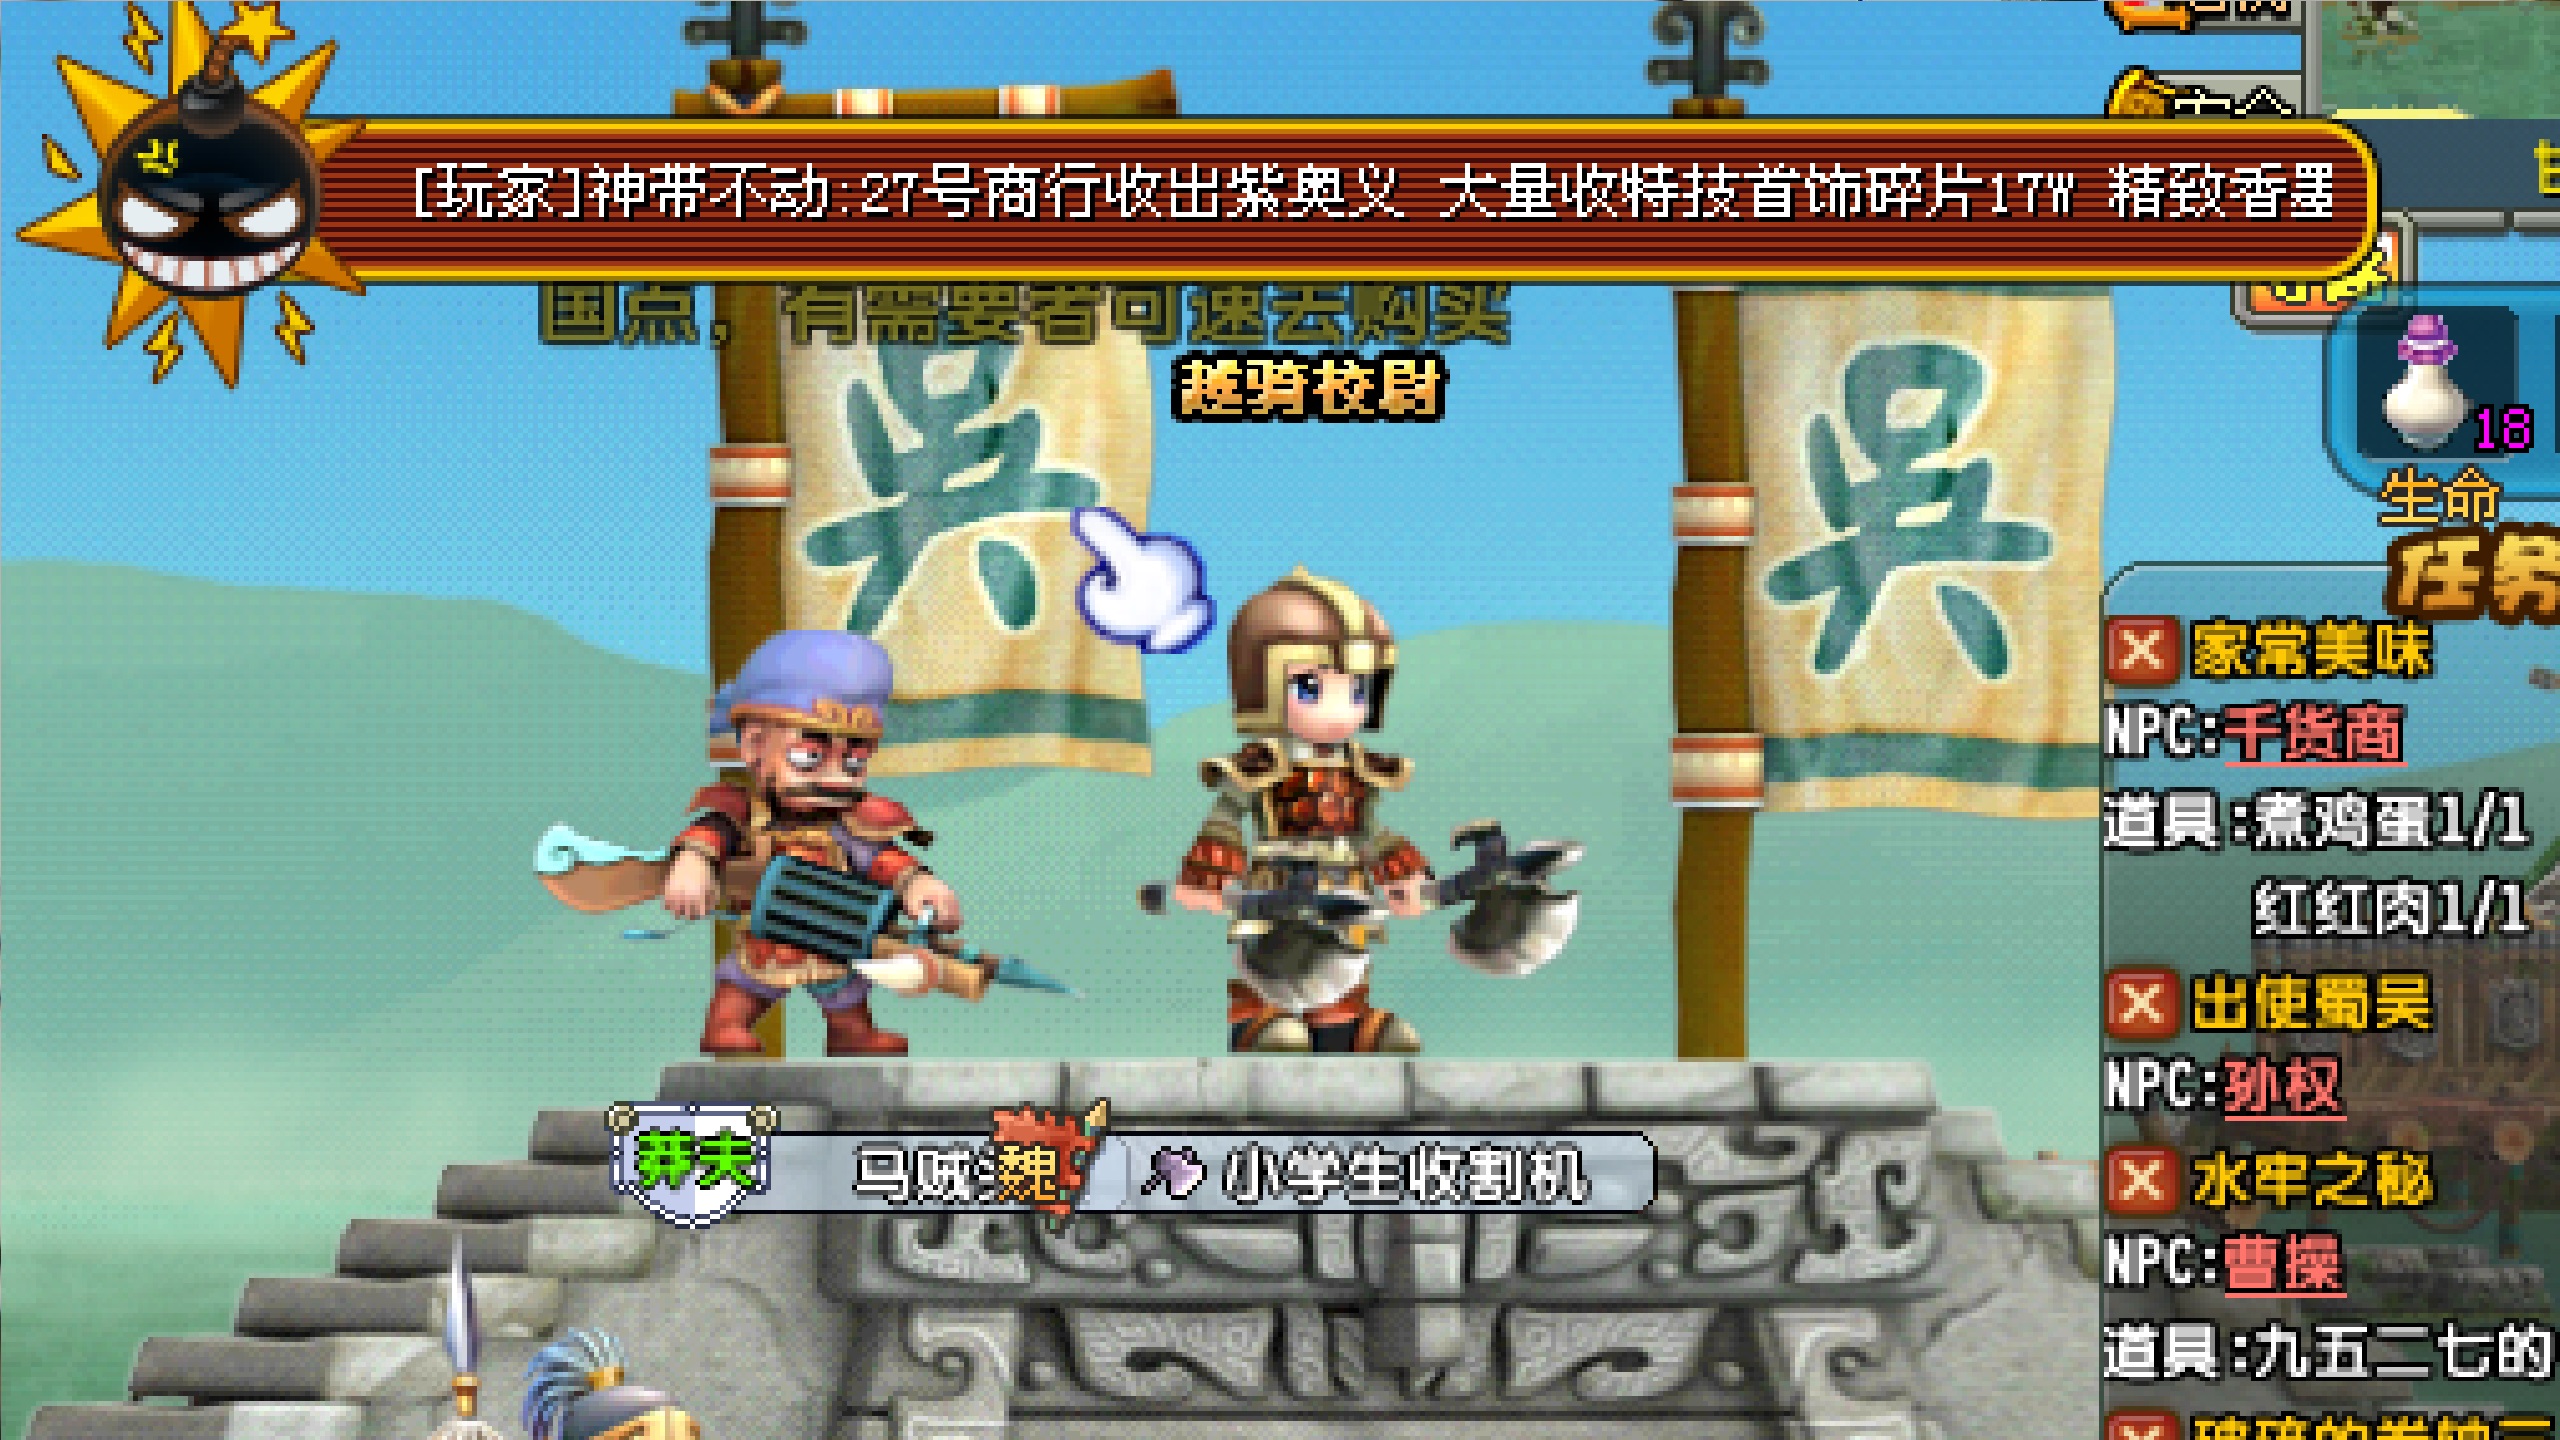 [玩家]神带不动:27号商行收出紫奥义 大量收特技首饰碎片17W 精致香墨
国点，有需要者可速去购买
越骑校尉
吴
吴
18
生命
任务
家常美味
NPC:干货商
道具:煮鸡蛋1/1
红红肉1/1
出使蜀吴
NPC:孙权
水牢之秘
NPC:曹操
道具:九五二七的
莽夫
马贼
魏
小学生收割机